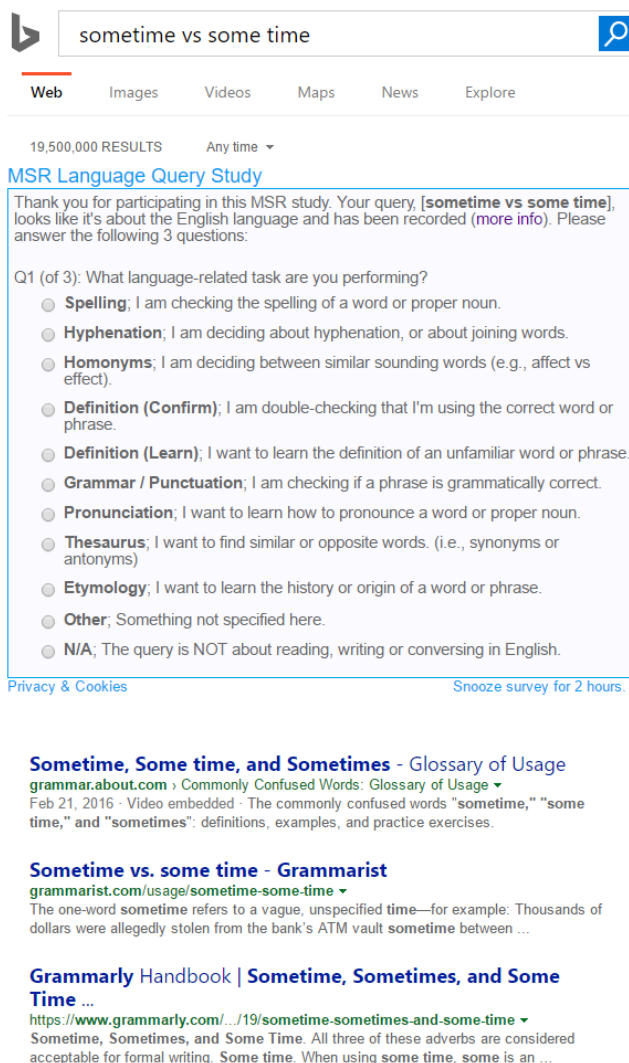 sometime vs some time
Web Images Videos Maps News Explore
19,500,000 RESULTS Any time
MSR Language Query Study
Thank you for participating in this MSR study. Your query, [sometime vs some time],
looks like it's about the English language and has been recorded (more info). Please
answer the following 3 questions:
Q1 (of 3): What language-related task are you performing?
Spelling; I am checking the spelling of a word or proper noun.
Hyphenation; I am deciding about hyphenation, or about joining words.
Homonyms; I am deciding between similar sounding words (e.g., affect vs
effect).
Definition (Confirm); I am double-checking that I'm using the correct word or
phrase.
Definition (Learn); I want to learn the definition of an unfamiliar word or phrase.
Grammar / Punctuation; I am checking if a phrase is grammatically correct.
Pronunciation; I want to learn how to pronounce a word or proper noun.
Thesaurus; I want to find similar or opposite words. (i.e., synonyms or
antonyms)
Etymology; I want to learn the history or origin of a word or phrase.
Other; Something not specified here.
N/A; The query is NOT about reading, writing or conversing in English.
Privacy & Cookies Snooze survey for 2 hours.
Sometime, Some time, and Sometimes - Glossary of Usage
grammar.about.com › Commonly Confused Words: Glossary of Usage
Feb 21, 2016 · Video embedded · The commonly confused words "sometime," "some
time," and "sometimes": definitions, examples, and practice exercises.
Sometime vs. some time - Grammarist
grammarist.com/usage/sometime-some-time
The one-word sometime refers to a vague, unspecified time—for example: Thousands of
dollars were allegedly stolen from the bank's ATM vault sometime between ...
Grammarly Handbook | Sometime, Sometimes, and Some
Time ...
https://www.grammarly.com/.../19/sometime-sometimes-and-some-time
Sometime, Sometimes, and Some Time. All three of these adverbs are considered
acceptable for formal writing. Some time. When using some time, some is an ...